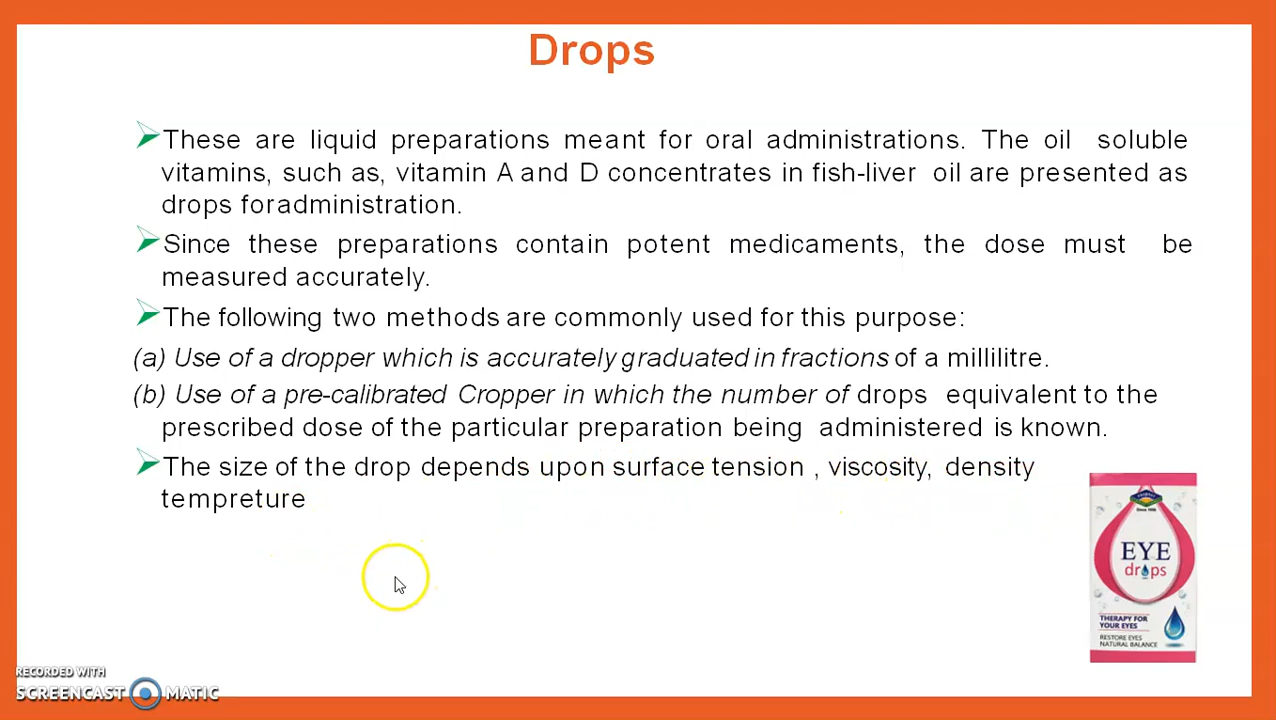 Drops
These are liquid preparations meant for oral administrations. The oil soluble
vitamins, such as, vitamin A and D concentrates in fish-liver oil are presented as
drops foradministration.
Since these preparations contain potent medicaments, the dose must be
measured accurately.
The following two methods are commonly used for this purpose:
(a) Use of a dropper which is accurately graduated in fractions of a millilitre.
(b) Use of a pre-calibrated Cropper in which the number of drops equivalent to the
prescribed dose of the particular preparation being administered is known.
The size of the drop depends upon surface tension , viscosity, density
tempreture
EYE
drops
THERAPY FOR
YOUR EYES
RESTORE EYES
NATURAL BALANCE
RECORDED WITH
SCREENCAST MATIC